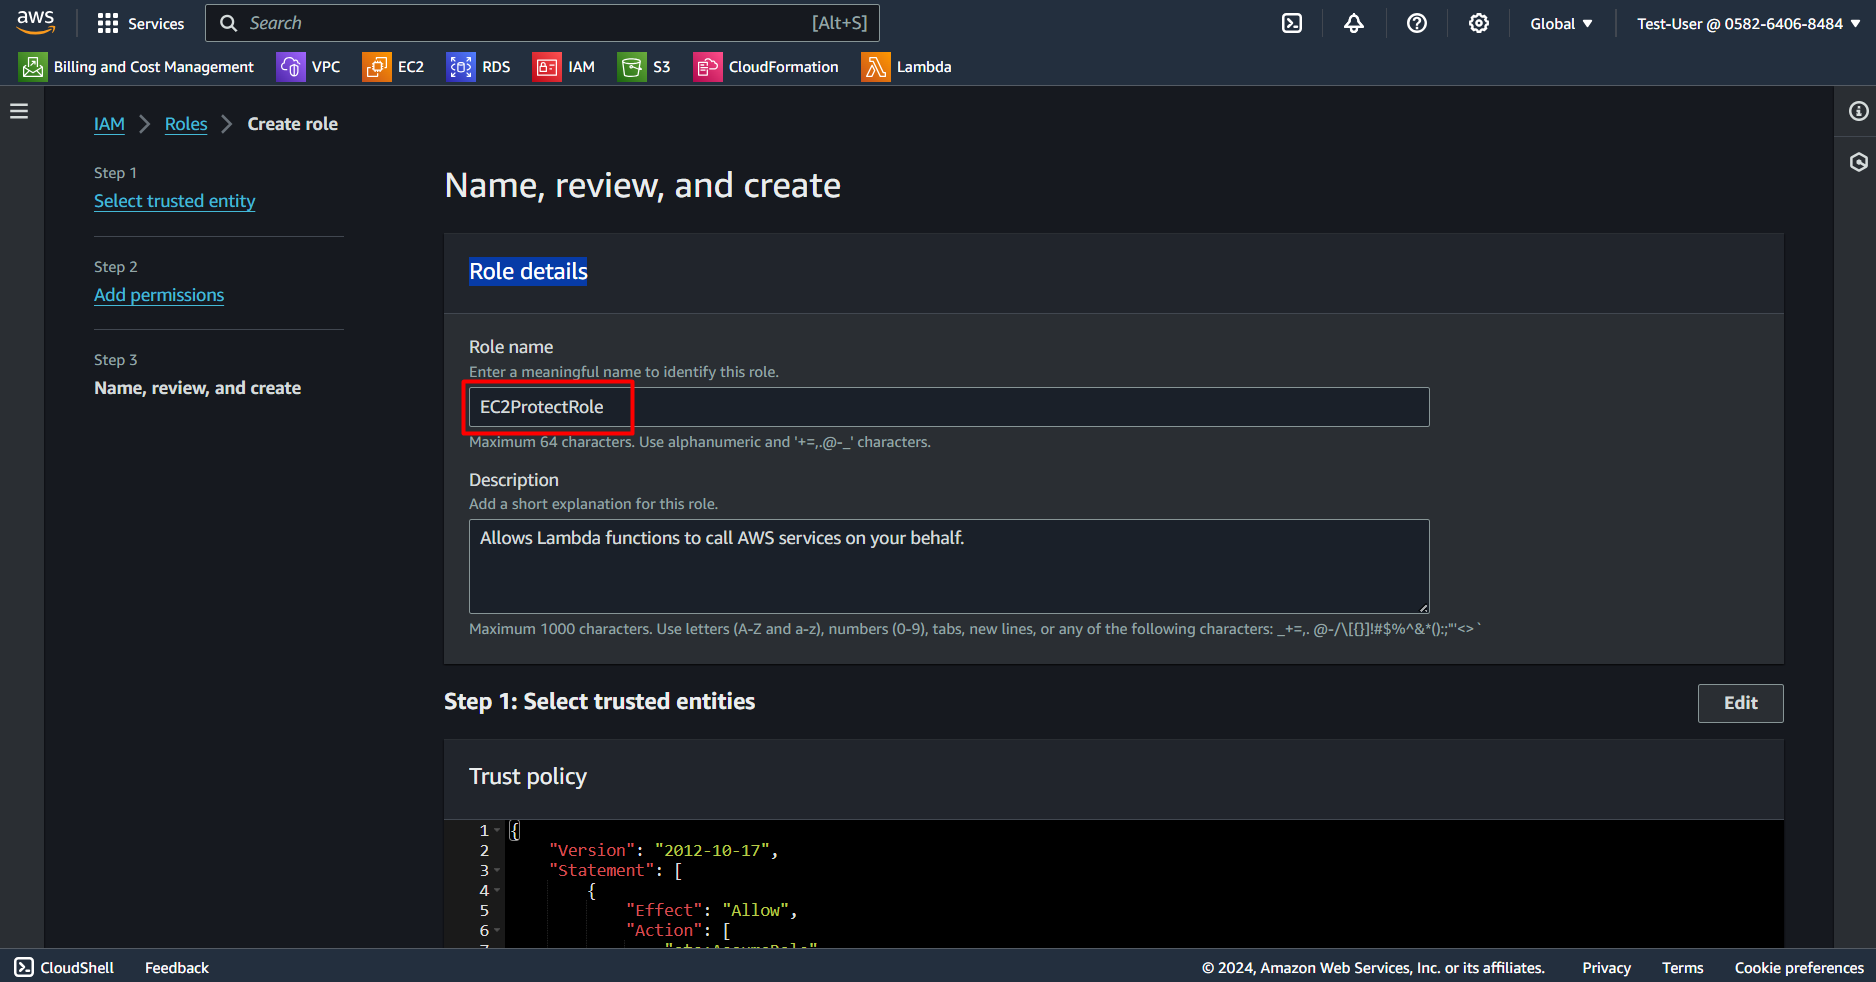 aws
Services
Search
[Alt+S]
Global
Test-User @ 0582-6406-8484
Billing and Cost Management
VPC
EC2
RDS
IAM
S3
CloudFormation
Lambda
IAM
Roles
Create role
Step 1
Select trusted entity
Step 2
Add permissions
Step 3
Name, review, and create
Name, review, and create
Role details
Role name
Enter a meaningful name to identify this role.
EC2ProtectRole
Maximum 64 characters. Use alphanumeric and '+=,.@-_' characters.
Description
Add a short explanation for this role.
Allows Lambda functions to call AWS services on your behalf.
Maximum 1000 characters. Use letters (A-Z and a-z), numbers (0-9), tabs, new lines, or any of the following characters: _+=,. @-/\[{}]!#$%^&*();:"'<>`
Step 1: Select trusted entities
Edit
Trust policy
1 {
2 "Version": "2012-10-17",
3 "Statement": [
4 {
5 "Effect": "Allow",
6 "Action": [
7 "sts:AssumeRole"
CloudShell
Feedback
© 2024, Amazon Web Services, Inc. or its affiliates.
Privacy
Terms
Cookie preferences